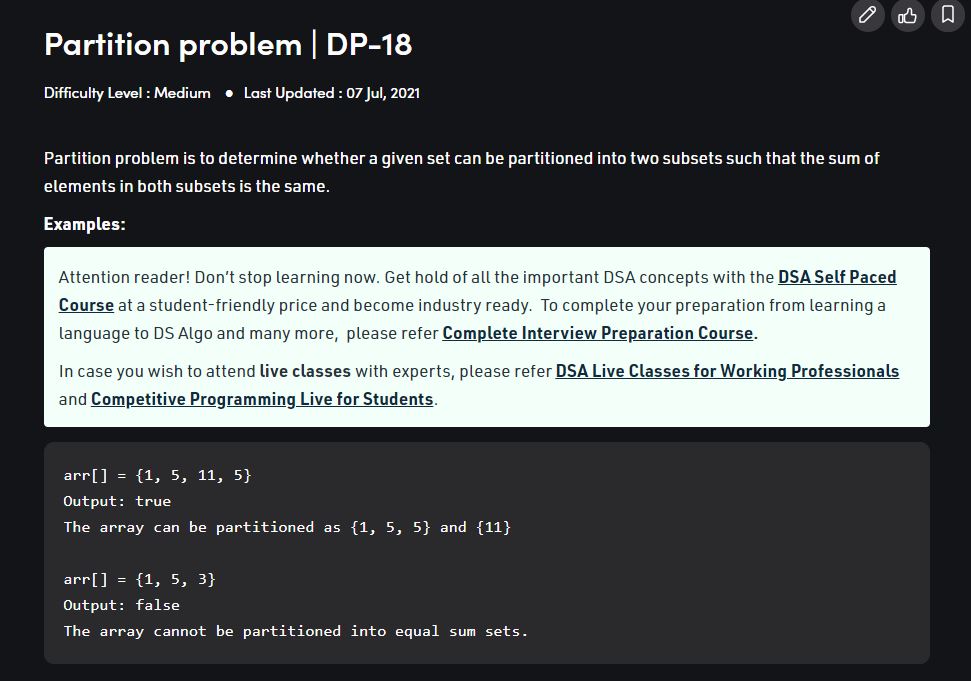 Partition problem | DP-18
Difficulty Level : Medium ● Last Updated : 07 Jul, 2021
Partition problem is to determine whether a given set can be partitioned into two subsets such that the sum of
elements in both subsets is the same.
Examples:
Attention reader! Don’t stop learning now. Get hold of all the important DSA concepts with the DSA Self Paced
Course at a student-friendly price and become industry ready.  To complete your preparation from learning a
language to DS Algo and many more,  please refer Complete Interview Preparation Course.
In case you wish to attend live classes with experts, please refer DSA Live Classes for Working Professionals
and Competitive Programming Live for Students.
arr[] = {1, 5, 11, 5}
Output: true
The array can be partitioned as {1, 5, 5} and {11}
arr[] = {1, 5, 3}
Output: false
The array cannot be partitioned into equal sum sets.